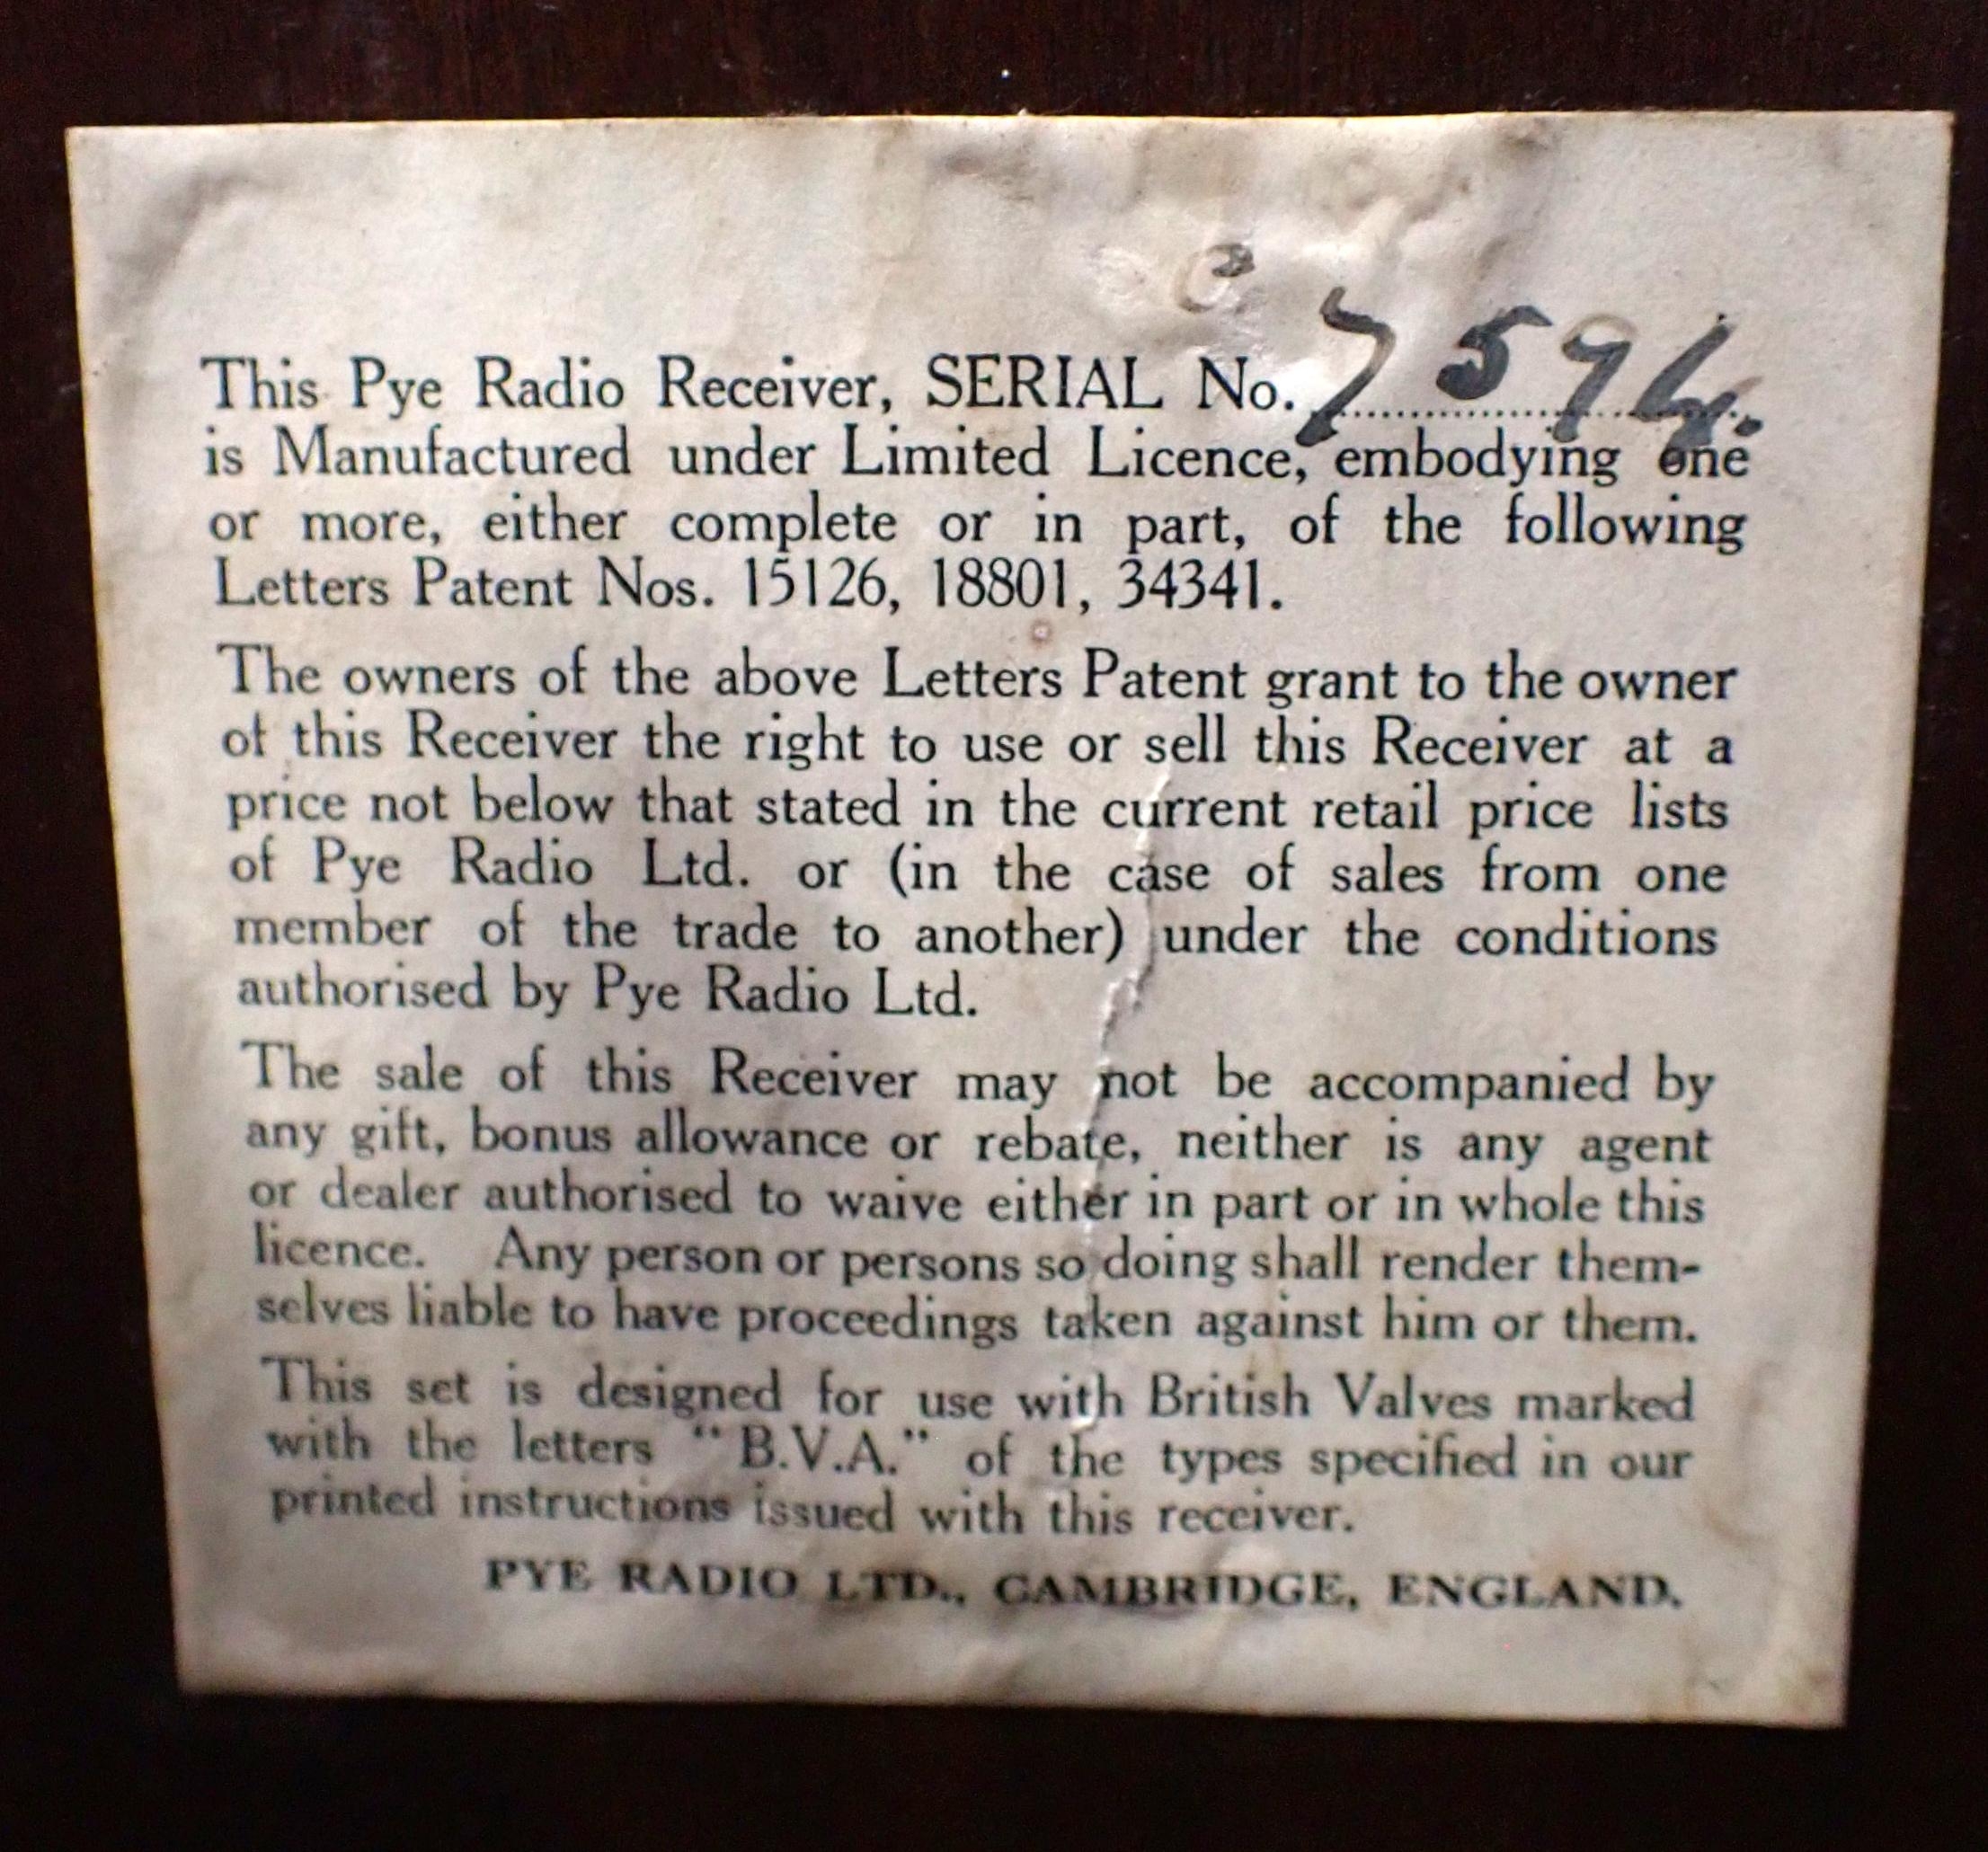 This Pye Radio Receiver, SERIAL No. 7594.
is Manufactured under Limited Licence, embodying one
or more, either complete or in part, of the following
Letters Patent Nos. 15126, 18801, 34341.
The owners of the above Letters Patent grant to the owner
of this Receiver the right to use or sell this Receiver at a
price not below that stated in the current retail price lists
of Pye Radio Ltd. or (in the case of sales from one
member of the trade to another) under the conditions
authorised by Pye Radio Ltd.
The sale of this Receiver may not be accompanied by
any gift, bonus allowance or rebate, neither is any agent
or dealer authorised to waive either in part or in whole this
licence. Any person or persons so doing shall render them-
selves liable to have proceedings taken against him or them.
This set is designed for use with British Valves marked
with the letters "B.V.A." of the types specified in our
printed instructions issued with this receiver.
PYE RADIO LTD., CAMBRIDGE, ENGLAND.